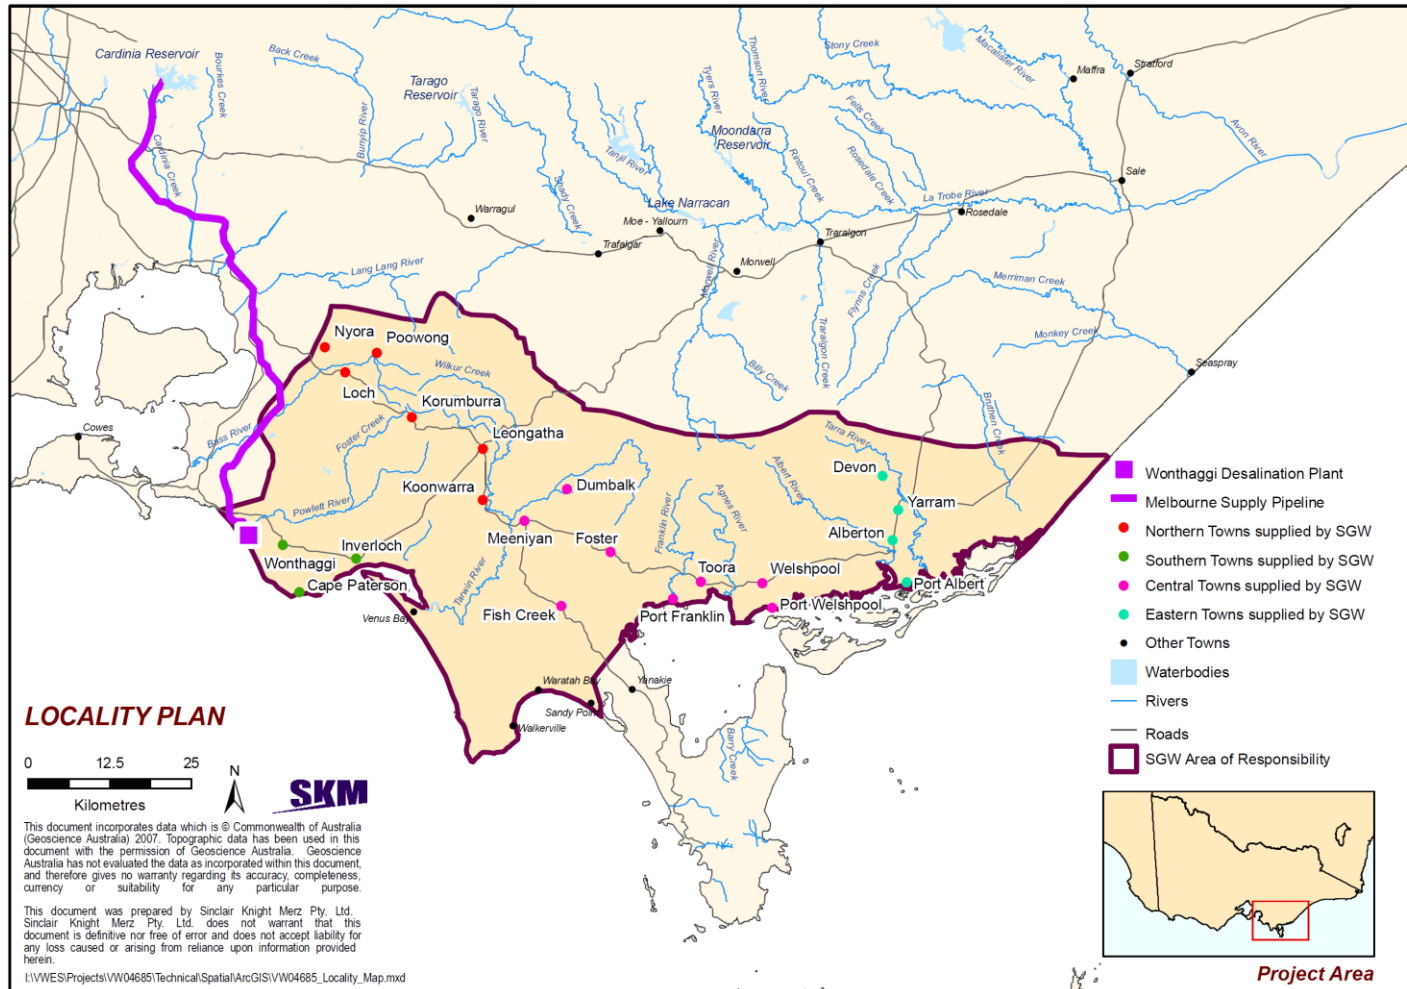 Cardinia Reservoir
Back Creek
Bourkes Creek
Tarago
Reservoir
Tarago River
Bunyip River
Cardinia Creek
Stony Creek
Thomson River
Tyers River
Macalister River
Maffra
Stratford
Fells Creek
Moondarra
Reservoir
Avon River
Tanjil River
Rintoul Creek
Rosedale Creek
Sale
Shady Creek
La Trobe River
Lake Narracan
Warragul
Moe - Yallourn
Rosedale
Trafalgar
Traralgon
Morwell
Morwell River
Lang Lang River
Flynns Creek
Merriman Creek
Traralgon Creek
Monkey Creek
Nyora
Poowong
Wilkur Creek
Billy Creek
Seaspray
Loch
Korumburra
Bruthen Creek
Cowes
Bass River
Foster Creek
Leongatha
Tarra River
Devon
Albert River
Dumbalk
Koonwarra
Powlett River
Agnes River
Franklin River
Yarram
Meeniyan
Foster
Alberton
Inverloch
Wonthaggi
Toora
Welshpool
Port Albert
Cape Paterson
Tarwin River
Venus Bay
Fish Creek
Port Franklin
Port Welshpool
Waratah Bay
Yanakie
Sandy Point
Walkerville
Barry Creek
Wonthaggi Desalination Plant
Melbourne Supply Pipeline
Northern Towns supplied by SGW
Southern Towns supplied by SGW
Central Towns supplied by SGW
Eastern Towns supplied by SGW
Other Towns
Waterbodies
Rivers
Roads
SGW Area of Responsibility
LOCALITY PLAN
0 12.5 25
Kilometres
N
SKM
This document incorporates data which is © Commonwealth of Australia
(Geoscience Australia) 2007. Topographic data has been used in this
document with the permission of Geoscience Australia. Geoscience
Australia has not evaluated the data as incorporated within this document,
and therefore gives no warranty regarding its accuracy, completeness,
currency or suitability for any particular purpose.
This document was prepared by Sinclair Knight Merz Pty. Ltd.
Sinclair Knight Merz Pty. Ltd. does not warrant that this
document is definitive nor free of error and does not accept liability for
any loss caused or arising from reliance upon information provided
herein.
I:\VWES\Projects\VW04685\Technical\Spatial\ArcGIS\VW04685_Locality_Map.mxd
Project Area